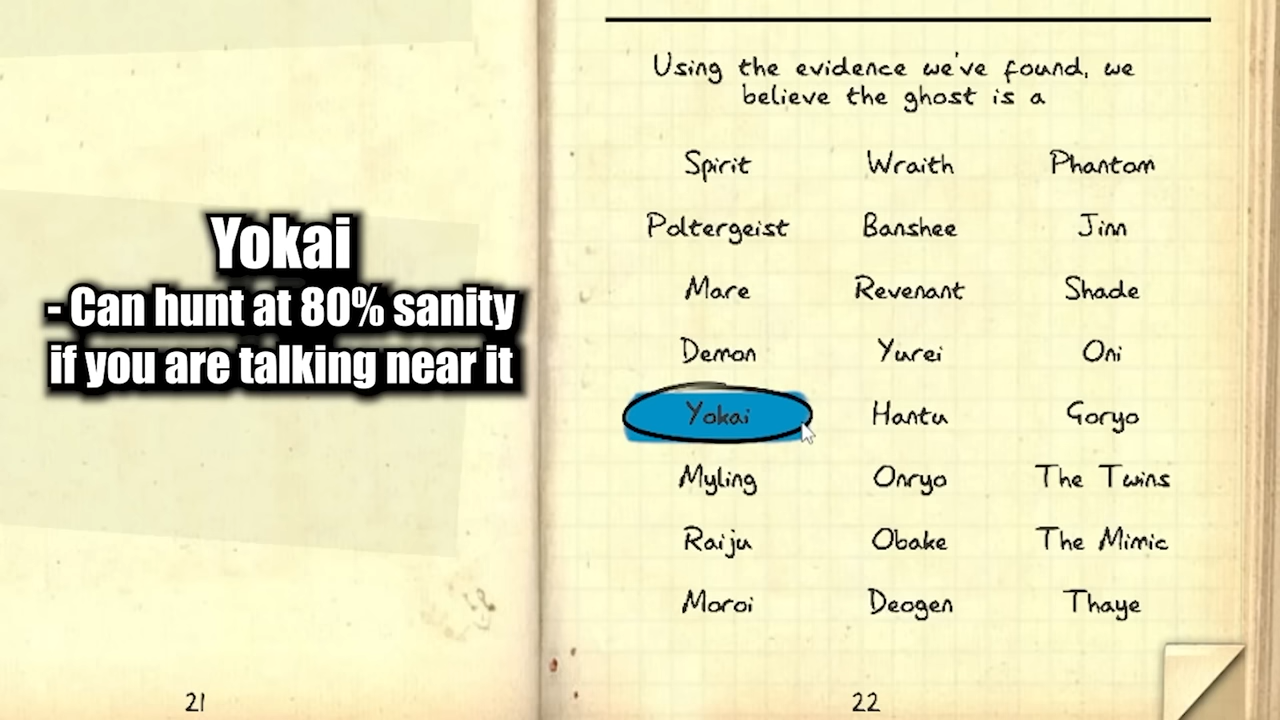 Yokai
- Can hunt at 80% sanity
if you are talking near it
21
Using the evidence we've found, we
believe the ghost is a
Spirit Wraith Phantom
Poltergeist Banshee Jinn
Mare Revenant Shade
Demon Yurei Oni
Yokai Hantu Goryo
Myling Onryo The Twins
Raiju Obake The Mimic
Moroi Deogen Thaye
22